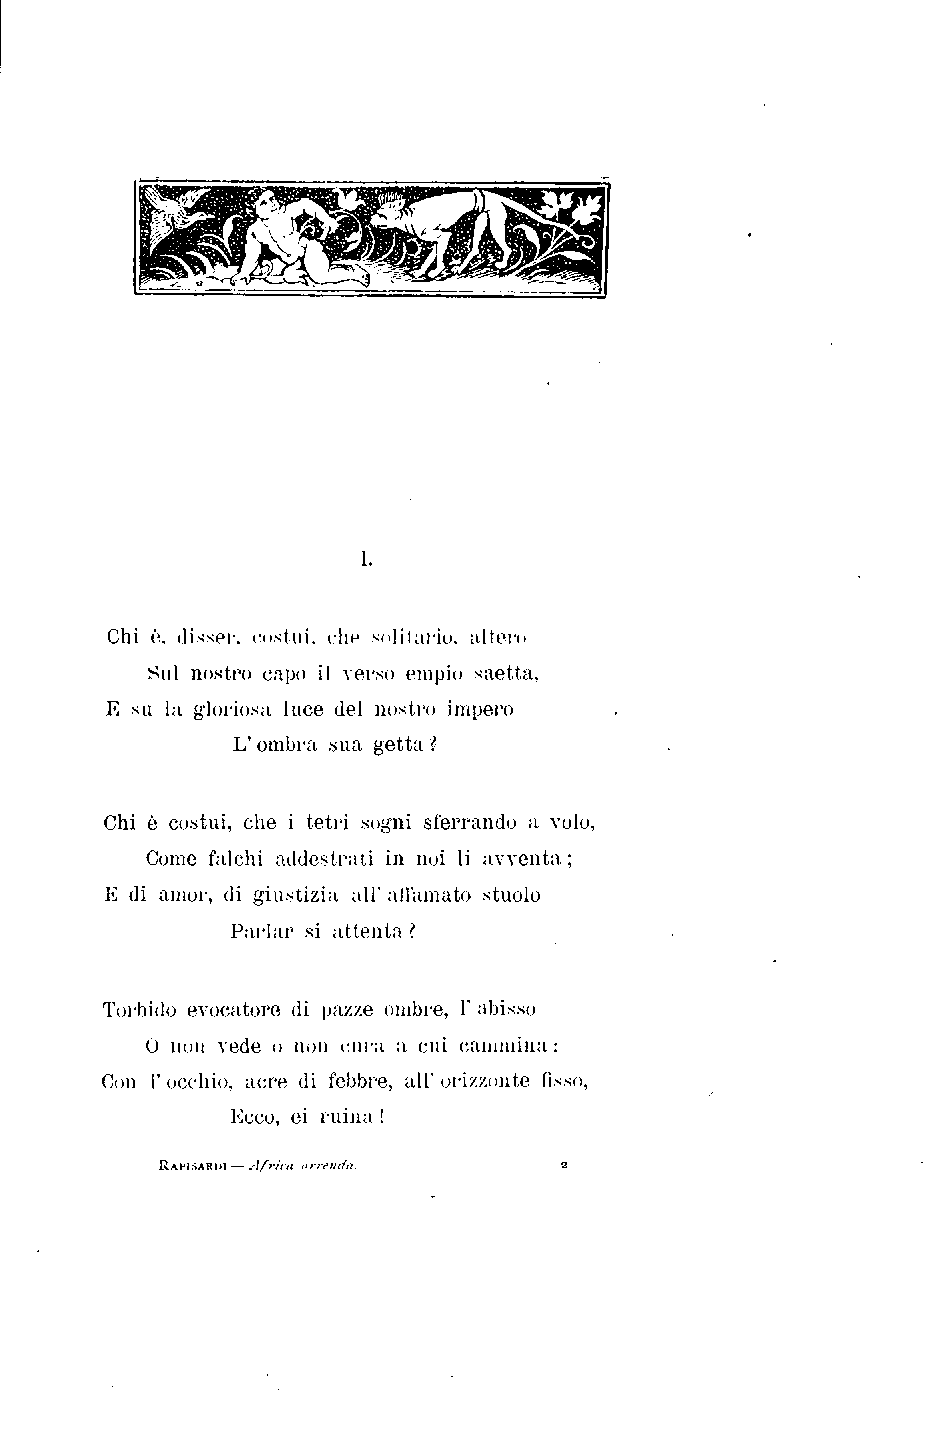 I.
Chi è, disser, costui, che solitario, altero
Sul nostro capo il verso empio saetta,
E su la gloriosa luce del nostro impero
L' ombra sua getta?
Chi è costui, che i tetri sogni sferrando a volo,
Come falchi addestrati in noi li avventa;
E di amor, di giustizia all' affamato stuolo
Parlar si attenta?
Torbido evocatore di pazze ombre, l' abisso
O non vede o non cura a cui cammina:
Con l' occhio, acre di febbre, all' orizzonte fisso,
Ecco, ei ruina!
RAPISARDI — Africa orrenda. 2